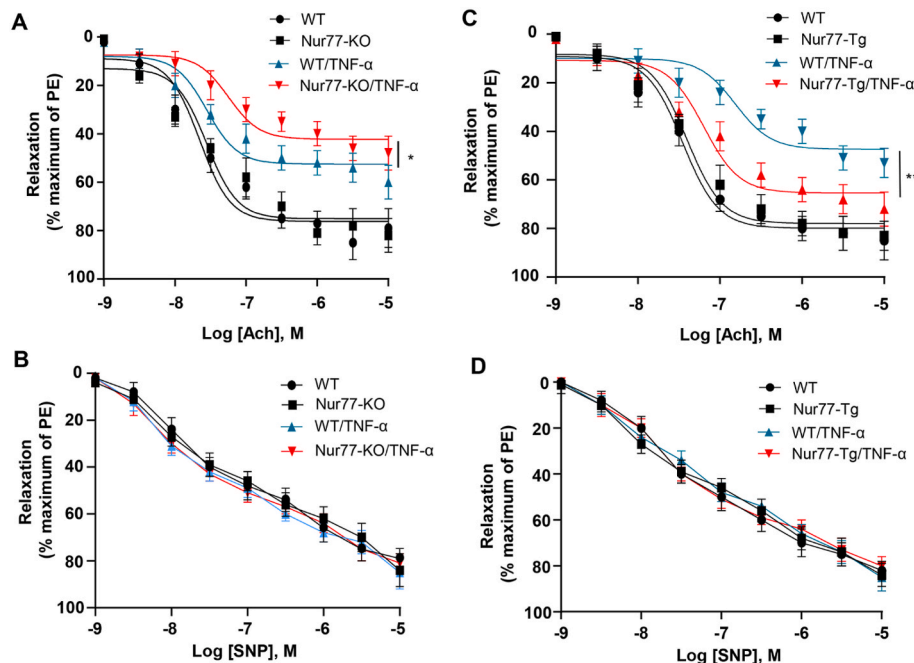 A
WT
Nur77-KO
WT/TNF-α
Nur77-KO/TNF-α
0
20
40
60
80
100
Relaxation
(% maximum of PE)
*
-9
-8
-7
-6
-5
Log [Ach], M
C
WT
Nur77-Tg
WT/TNF-α
Nur77-Tg/TNF-α
0
20
40
60
80
100
Relaxation
(% maximum of PE)
**
-9
-8
-7
-6
-5
Log [Ach], M
B
WT
Nur77-KO
WT/TNF-α
Nur77-KO/TNF-α
0
20
40
60
80
100
Relaxation
(% maximum of PE)
-9
-8
-7
-6
-5
Log [SNP], M
D
WT
Nur77-Tg
WT/TNF-α
Nur77-Tg/TNF-α
0
20
40
60
80
100
Relaxation
(% maximum of PE)
-9
-8
-7
-6
-5
Log [SNP], M